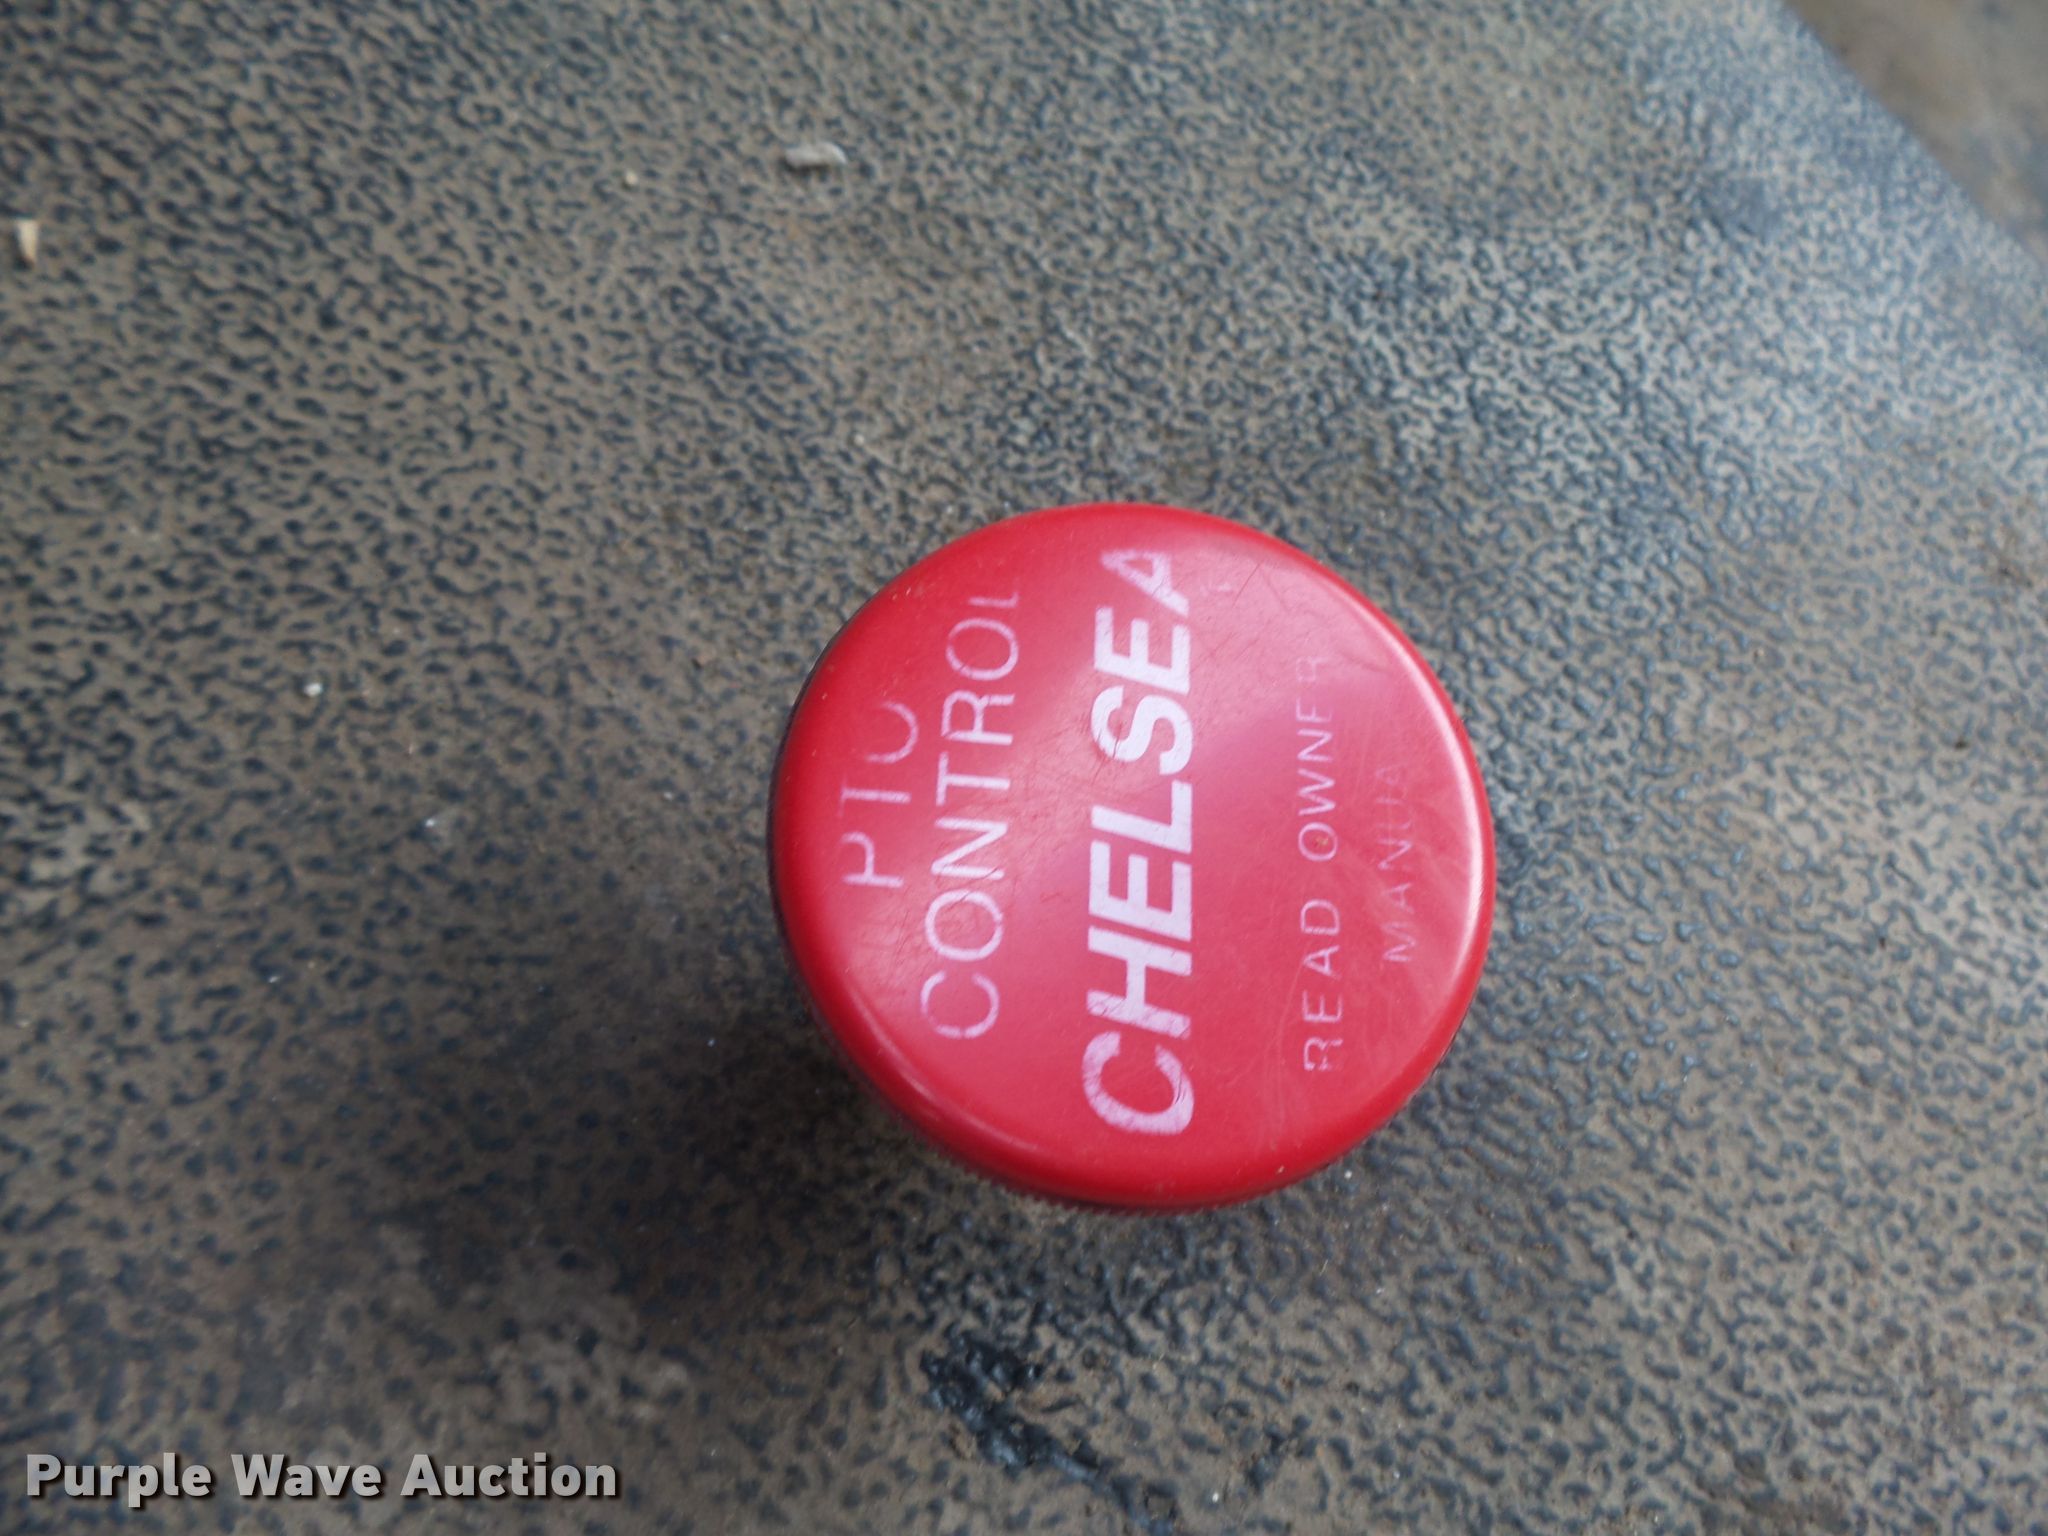 PTO
CONTROL
CHELSEA
READ OWNER
MANUA
Purple Wave Auction